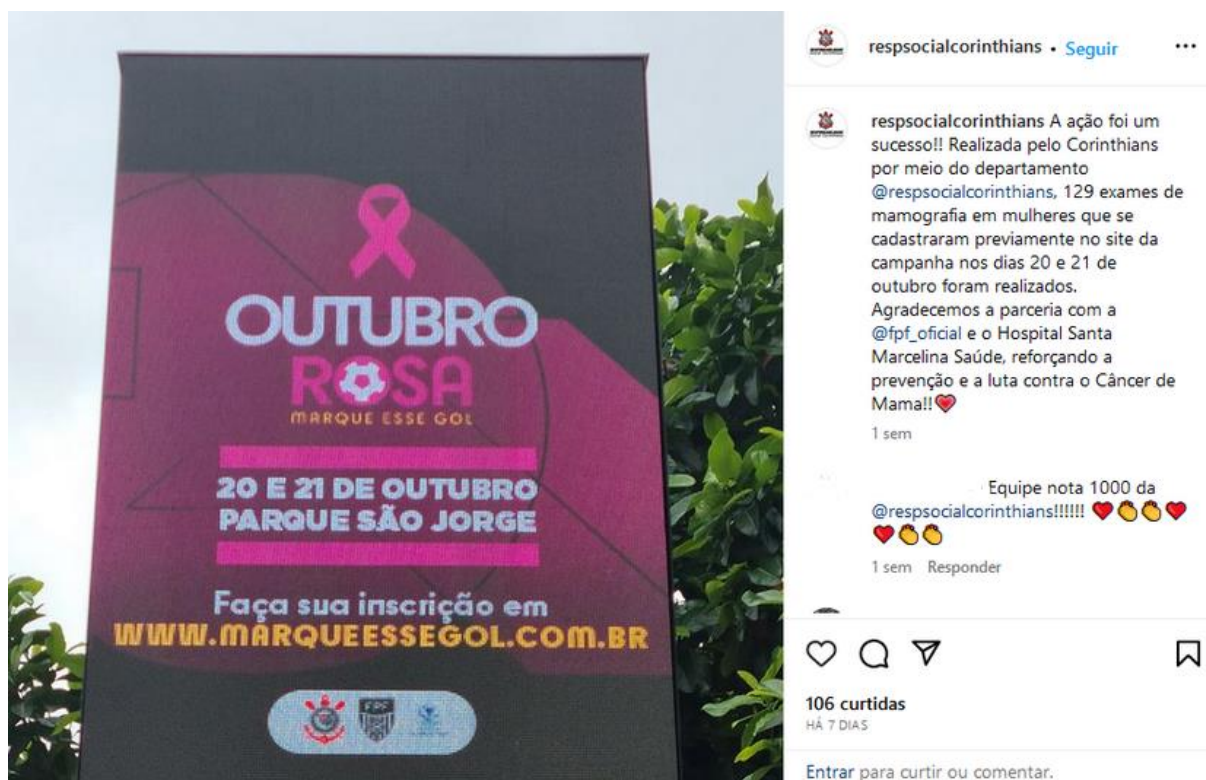 OUTUBRO
ROSA
MARQUE ESSE GOL
20 E 21 DE OUTUBRO
PARQUE SÃO JORGE
Faça sua inscrição em
WWW.MARQUEESSEGOL.COM.BR
FPF
respsocialcorinthians • Seguir
respsocialcorinthians A ação foi um
sucesso!! Realizada pelo Corinthians
por meio do departamento
@respsocialcorinthians, 129 exames de
mamografia em mulheres que se
cadastraram previamente no site da
campanha nos dias 20 e 21 de
outubro foram realizados.
Agradecemos a parceria com a
@fpf_oficial e o Hospital Santa
Marcelina Saúde, reforçando a
prevenção e a luta contra o Câncer de
Mama!!💗
1 sem
Equipe nota 1000 da
@respsocialcorinthians!!!!!! ❤️👏👏❤️
❤️👏👏
1 sem Responder
106 curtidas
HÁ 7 DIAS
Entrar para curtir ou comentar.